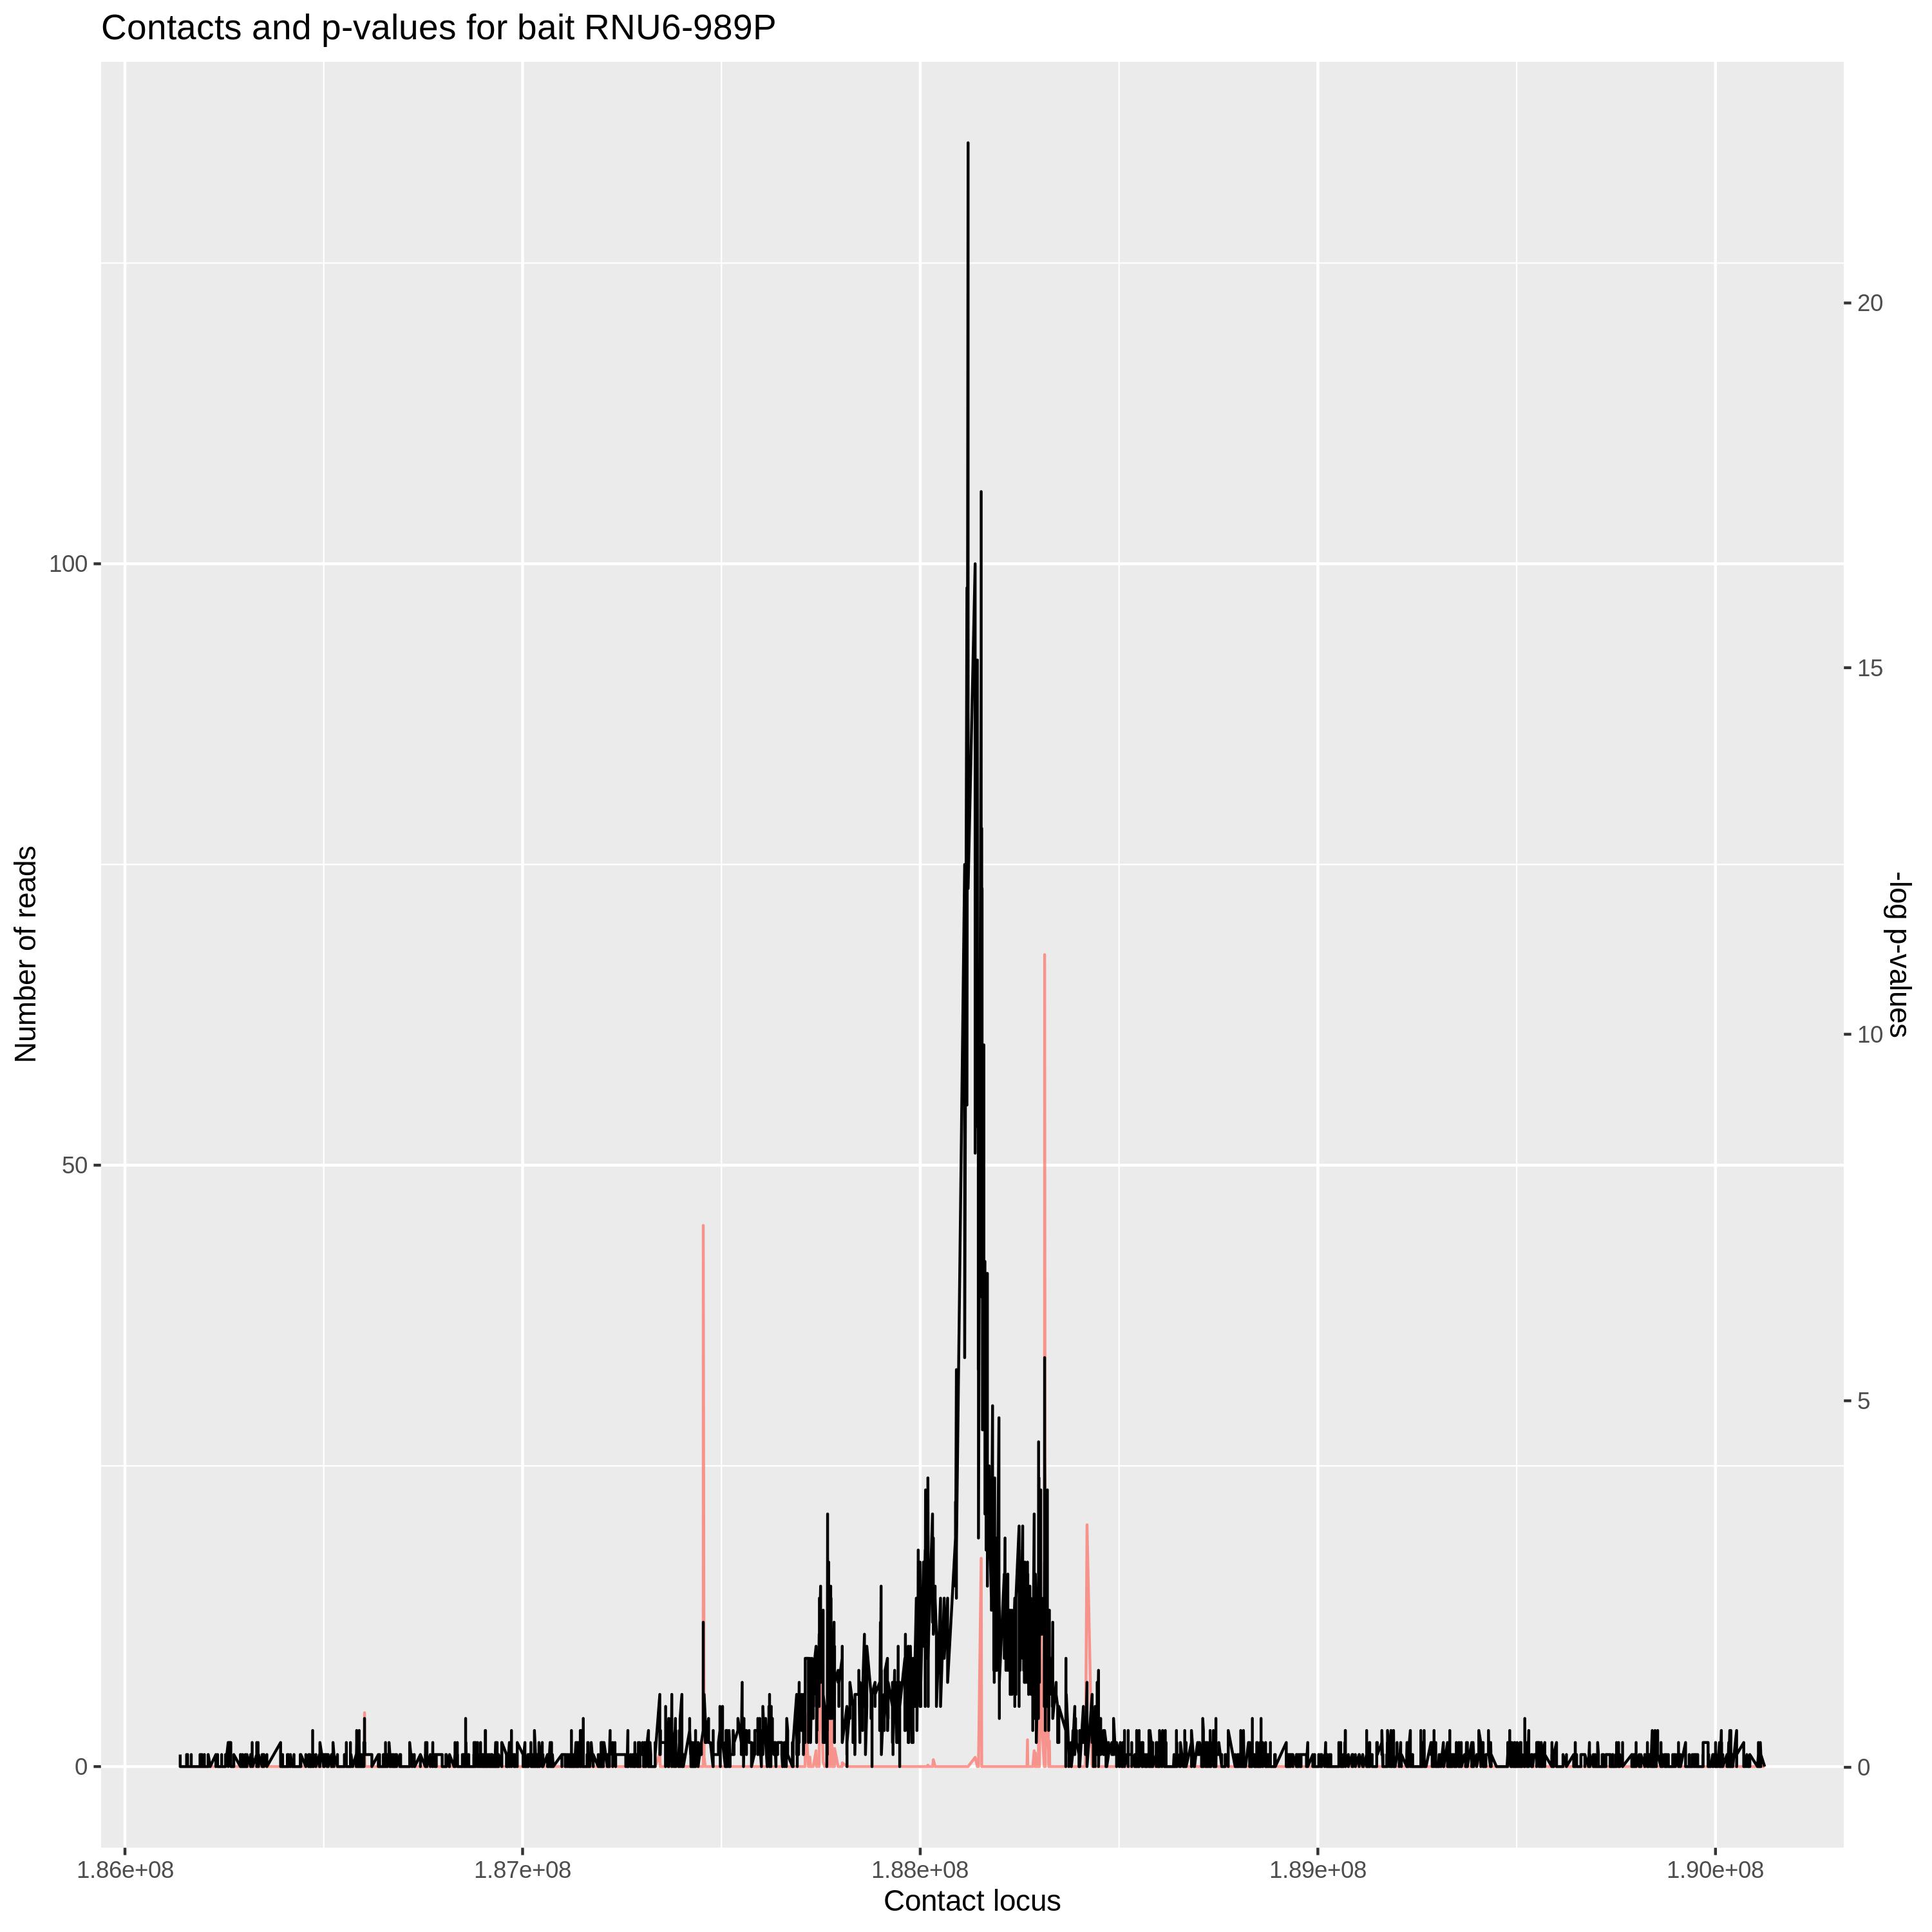 Contacts and p-values for bait RNU6-989P
Number of reads
100
50
0
20
15
10
5
0
-log p-values
1.86e+08
1.87e+08
1.88e+08
1.89e+08
1.90e+08
Contact locus